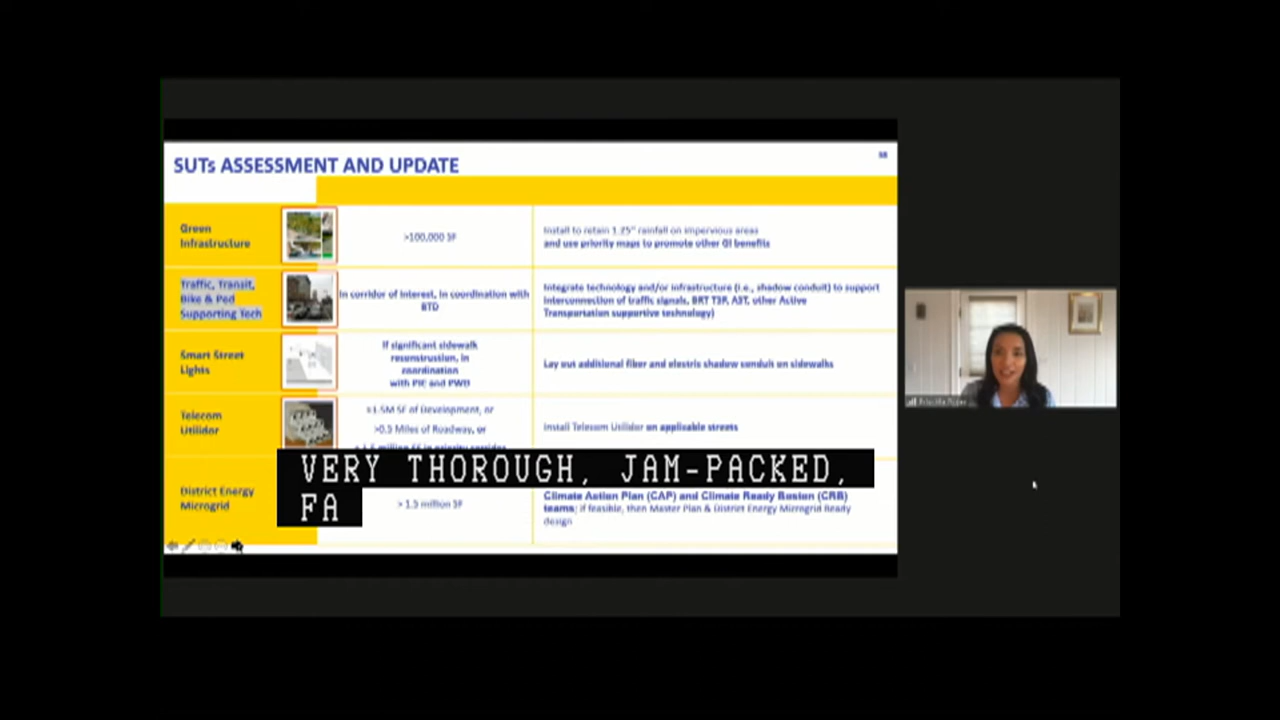 SUTs ASSESSMENT AND UPDATE
Green
Infrastructure
>100,000 SF
Install to retain 1.25" rainfall on impervious areas
and use priority maps to promote other GI benefits
Traffic, Transit,
Bike & Ped
Supporting Tech
In corridor of interest, in coordination with
BTD
Integrate technology and/or infrastructure (i.e., shadow conduit) to support
interconnection of traffic signals, BRT TSP, AST, other Active
Transportation supportive technology)
Smart Street
Lights
If significant sidewalk
reconstruction, in
coordination
with PIC and PWD
Lay out additional fiber and electric shadow conduit on sidewalks
Telecom
Utilidor
>1.5M SF of Development, or
>0.5 Miles of Roadway, or
Install Telecom Utilidor on applicable streets
VERY THOROUGH, JAM-PACKED,
FA
District Energy
Microgrid
> 1.5 million SF
Climate Action Plan (CAP) and Climate Ready Boston (CRB)
teams; if feasible, then Master Plan & District Energy Microgrid Ready
design